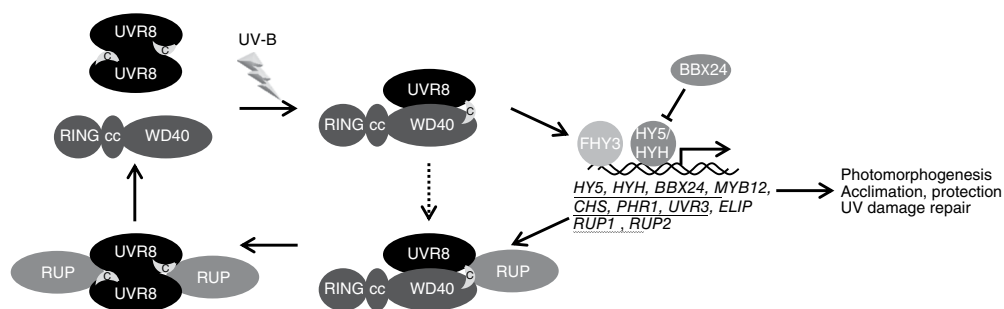 UVR8
C
C
UVR8
UV-B
RING cc WD40
UVR8
C
RING cc WD40
BBX24
FHY3
HY5/
HYH
HY5, HYH, BBX24, MYB12,
CHS, PHR1, UVR3, ELIP
RUP1 , RUP2
Photomorphogenesis
Acclimation, protection
UV damage repair
RUP
UVR8
C
C
UVR8
RUP
UVR8
C
RUP
RING cc WD40